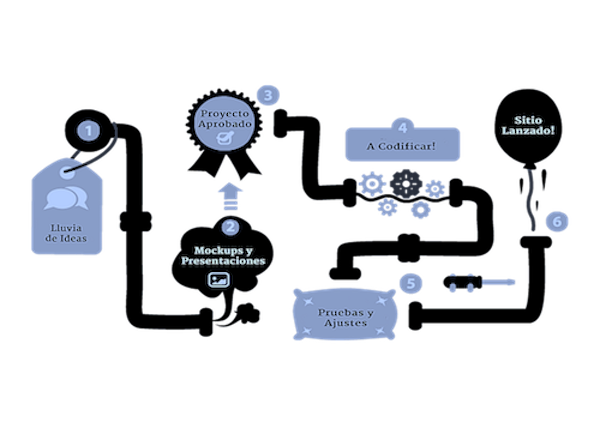 1
Lluvia
de Ideas
2
Mockups y
Presentaciones
3
Proyecto
Aprobado
4
A Codificar!
5
Pruebas y
Ajustes
6
Sitio
Lanzado!